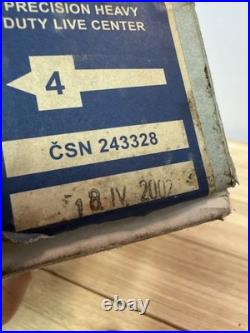 PRECISION HEAVY
DUTY LIVE CENTER
4
ČSN 243328
18. IV. 2002